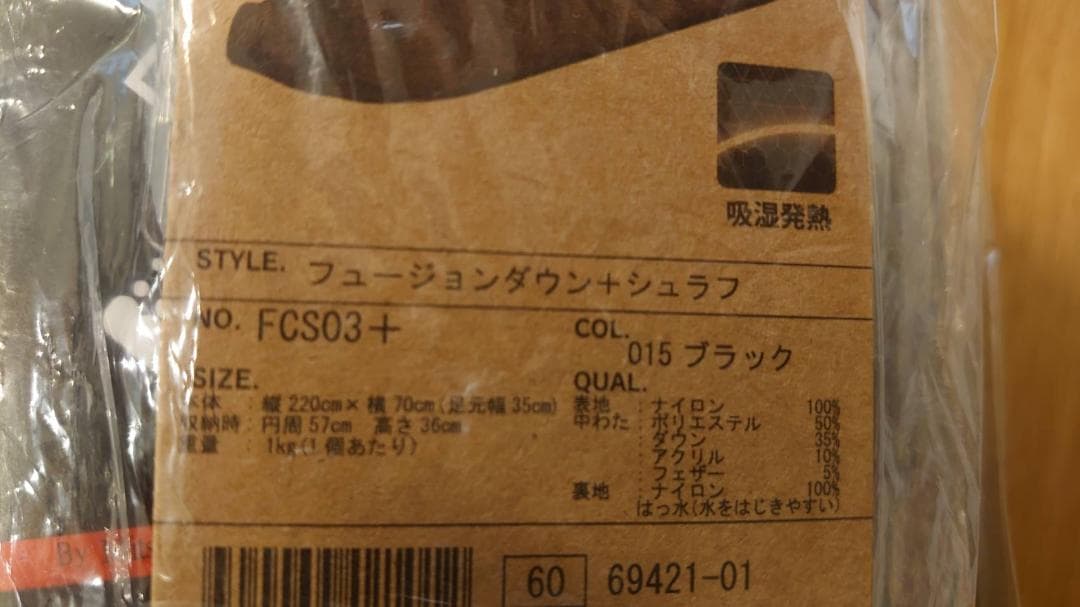 吸湿発熱
STYLE. フュージョンダウン＋シュラフ
NO. FCS03＋
COL.
015 ブラック
SIZE.
本体 : 縦 220cm× 横 70cm(足元幅 35cm)
収納時 : 円周 57cm 高さ 36cm
重量 : 1kg(1個あたり)
QUAL.
表地 : ナイロン 100%
中わた : ポリエステル 50%
: ダウン 35%
: アクリル 10%
: フェザー 5%
裏地 : ナイロン 100%
はっ水(水をはじきやすい)
By
60 69421-01